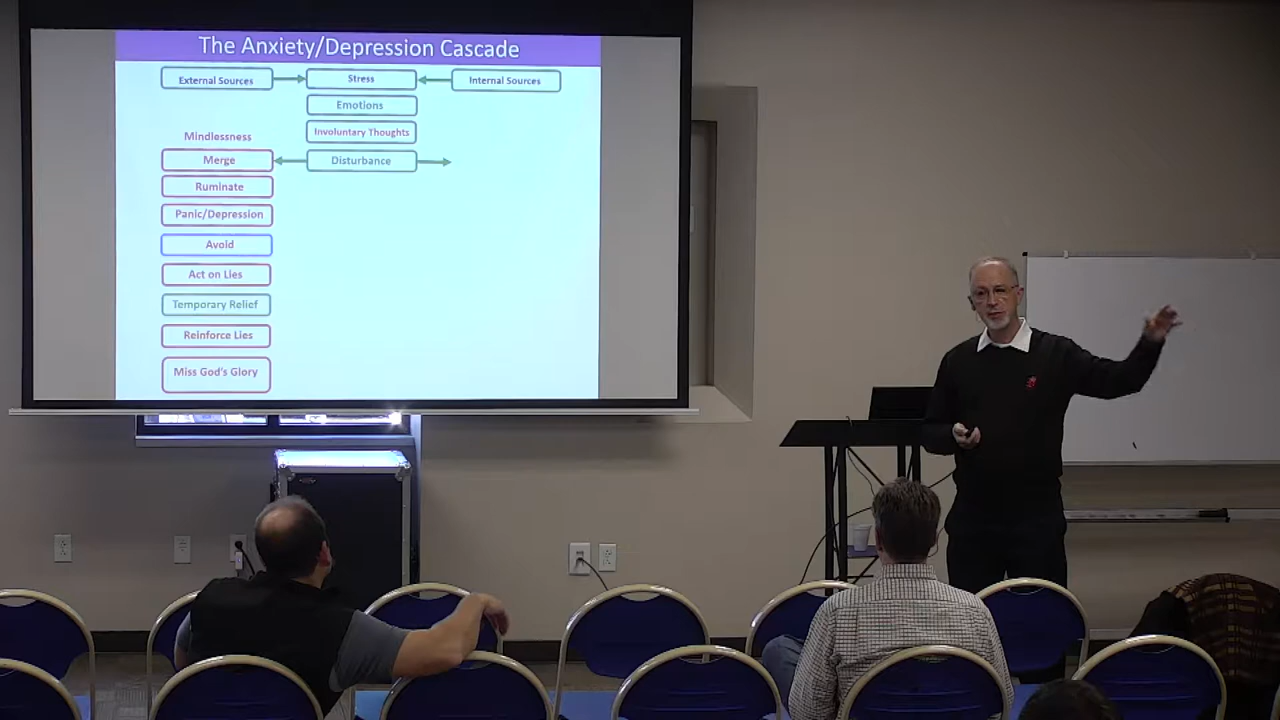 The Anxiety/Depression Cascade
External Sources
Stress
Internal Sources
Emotions
Involuntary Thoughts
Mindlessness
Merge
Disturbance
Ruminate
Panic/Depression
Avoid
Act on Lies
Temporary Relief
Reinforce Lies
Miss God's Glory